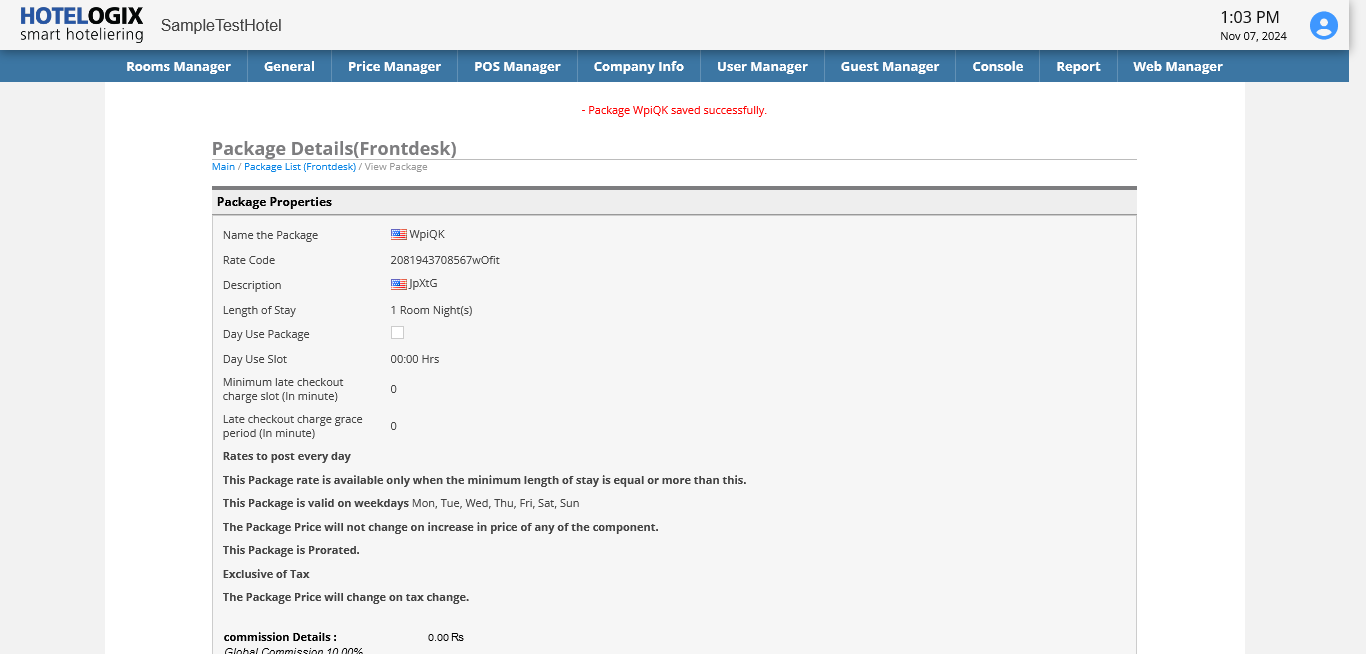 HOTELOGIX
smart hoteliering
SampleTestHotel
1:03 PM
Nov 07, 2024
Rooms Manager General Price Manager POS Manager Company Info User Manager Guest Manager Console Report Web Manager
- Package WpiQK saved successfully.
Package Details(Frontdesk)
Main / Package List (Frontdesk) / View Package
Package Properties
Name the Package WpiQK
Rate Code 2081943708567wOfit
Description JpXtG
Length of Stay 1 Room Night(s)
Day Use Package
Day Use Slot 00:00 Hrs
Minimum late checkout
charge slot (In minute) 0
Late checkout charge grace
period (In minute) 0
Rates to post every day
This Package rate is available only when the minimum length of stay is equal or more than this.
This Package is valid on weekdays Mon, Tue, Wed, Thu, Fri, Sat, Sun
The Package Price will not change on increase in price of any of the component.
This Package is Prorated.
Exclusive of Tax
The Package Price will change on tax change.
commission Details : 0.00 ₨
Global Commission 10.00%